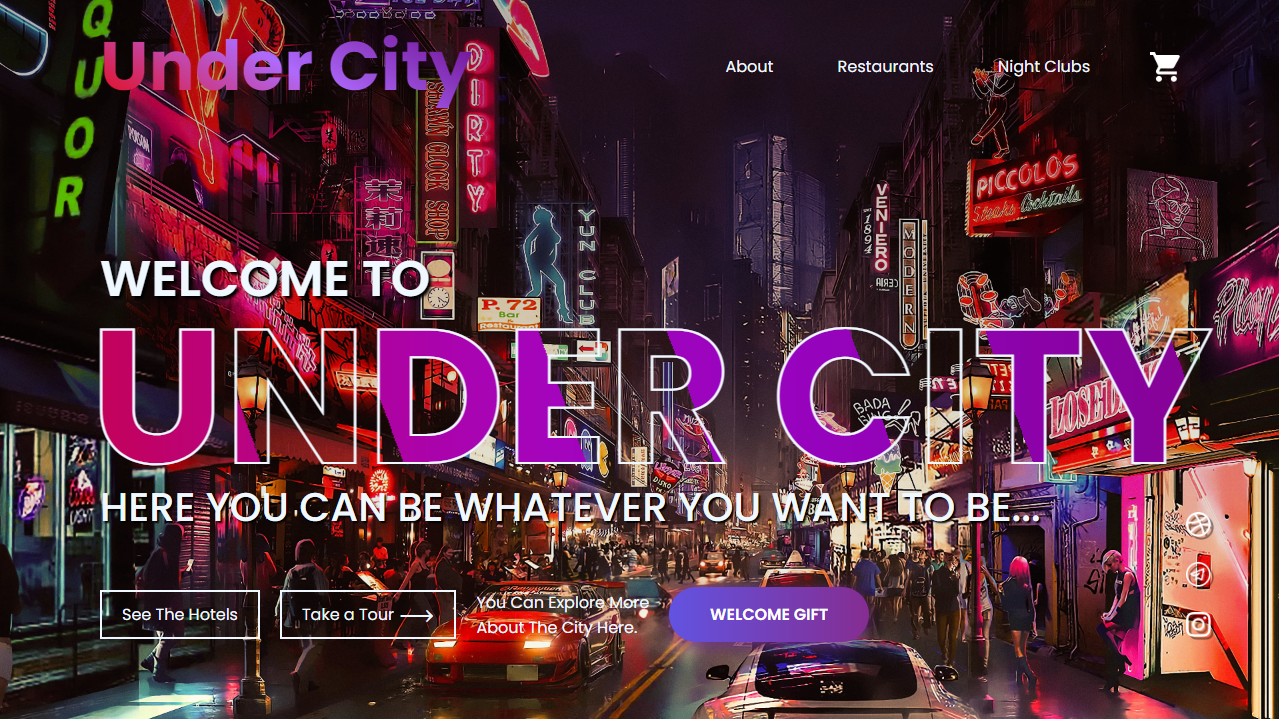 QUOR
Under City
About
Restaurants
Night Clubs
DIRTY
CLOCK SHOP
茉莉
YUN CLUB
P. 72
Bar
Restaurant
VENIERO
1894
MODERN
PICCOLO'S
Steaks Cocktails
WELCOME TO
UNDER CITY
BADA
BING
HERE YOU CAN BE WHATEVER YOU WANT TO BE...
See The Hotels
Take a Tour
You Can Explore More
About The City Here.
WELCOME GIFT